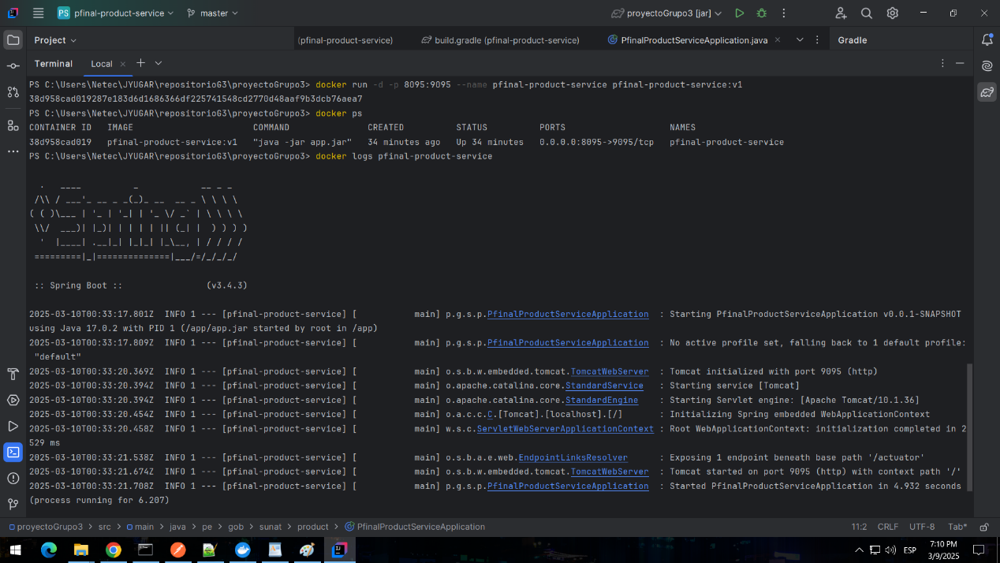 PS pfinal-product-service master proyectoGrupo3 [jar]
Project (pfinal-product-service) build.gradle (pfinal-product-service) PfinalProductServiceApplication.java Gradle
Terminal Local
PS C:\Users\Netec\JYUGAR\repositorioG3\proyectoGrupo3> docker run -d -p 8095:9095 --name pfinal-product-service pfinal-product-service:v1
38d958cad019287e183d6d1686366df225741548cd2770d48aaf9b3dcb76aea7
PS C:\Users\Netec\JYUGAR\repositorioG3\proyectoGrupo3> docker ps
CONTAINER ID IMAGE COMMAND CREATED STATUS PORTS NAMES
38d958cad019 pfinal-product-service:v1 "java -jar app.jar" 34 minutes ago Up 34 minutes 0.0.0.0:8095->9095/tcp pfinal-product-service
PS C:\Users\Netec\JYUGAR\repositorioG3\proyectoGrupo3> docker logs pfinal-product-service
:: Spring Boot :: (v3.4.3)
2025-03-10T00:33:17.801Z INFO 1 --- [pfinal-product-service] [ main] p.g.s.p.PfinalProductServiceApplication : Starting PfinalProductServiceApplication v0.0.1-SNAPSHOT
using Java 17.0.2 with PID 1 (/app/app.jar started by root in /app)
2025-03-10T00:33:17.809Z INFO 1 --- [pfinal-product-service] [ main] p.g.s.p.PfinalProductServiceApplication : No active profile set, falling back to 1 default profile:
"default"
2025-03-10T00:33:20.369Z INFO 1 --- [pfinal-product-service] [ main] o.s.b.w.embedded.tomcat.TomcatWebServer : Tomcat initialized with port 9095 (http)
2025-03-10T00:33:20.394Z INFO 1 --- [pfinal-product-service] [ main] o.apache.catalina.core.StandardService : Starting service [Tomcat]
2025-03-10T00:33:20.394Z INFO 1 --- [pfinal-product-service] [ main] o.apache.catalina.core.StandardEngine : Starting Servlet engine: [Apache Tomcat/10.1.36]
2025-03-10T00:33:20.454Z INFO 1 --- [pfinal-product-service] [ main] o.a.c.c.C.[Tomcat].[localhost].[/] : Initializing Spring embedded WebApplicationContext
2025-03-10T00:33:20.458Z INFO 1 --- [pfinal-product-service] [ main] w.s.c.ServletWebServerApplicationContext : Root WebApplicationContext: initialization completed in 2
529 ms
2025-03-10T00:33:21.538Z INFO 1 --- [pfinal-product-service] [ main] o.s.b.a.e.web.EndpointLinksResolver : Exposing 1 endpoint beneath base path '/actuator'
2025-03-10T00:33:21.674Z INFO 1 --- [pfinal-product-service] [ main] o.s.b.w.embedded.tomcat.TomcatWebServer : Tomcat started on port 9095 (http) with context path '/'
2025-03-10T00:33:21.708Z INFO 1 --- [pfinal-product-service] [ main] p.g.s.p.PfinalProductServiceApplication : Started PfinalProductServiceApplication in 4.932 seconds
(process running for 6.207)
proyectoGrupo3 > src > main > java > pe > gob > sunat > product > PfinalProductServiceApplication 11:2 CRLF UTF-8 Tab*
ESP 7:10 PM
3/9/2025